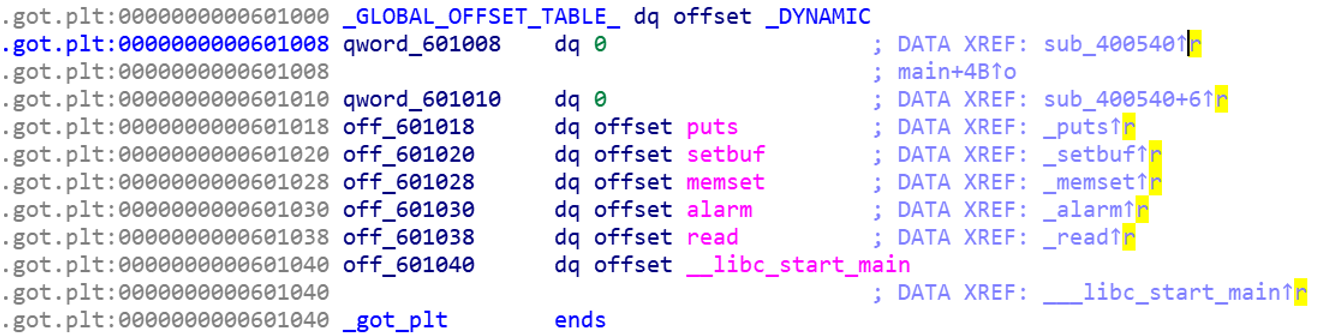 .got.plt:0000000000601000 _GLOBAL_OFFSET_TABLE_ dq offset _DYNAMIC
.got.plt:0000000000601008 qword_601008    dq 0                    ; DATA XREF: sub_400540↑r
.got.plt:0000000000601008                                         ; main+4B↑o
.got.plt:0000000000601010 qword_601010    dq 0                    ; DATA XREF: sub_400540+6↑r
.got.plt:0000000000601018 off_601018      dq offset puts          ; DATA XREF: _puts↑r
.got.plt:0000000000601020 off_601020      dq offset setbuf        ; DATA XREF: _setbuf↑r
.got.plt:0000000000601028 off_601028      dq offset memset        ; DATA XREF: _memset↑r
.got.plt:0000000000601030 off_601030      dq offset alarm         ; DATA XREF: _alarm↑r
.got.plt:0000000000601038 off_601038      dq offset read          ; DATA XREF: _read↑r
.got.plt:0000000000601040 off_601040      dq offset __libc_start_main
.got.plt:0000000000601040                                         ; DATA XREF: ___libc_start_main↑r
.got.plt:0000000000601040 _got_plt        ends